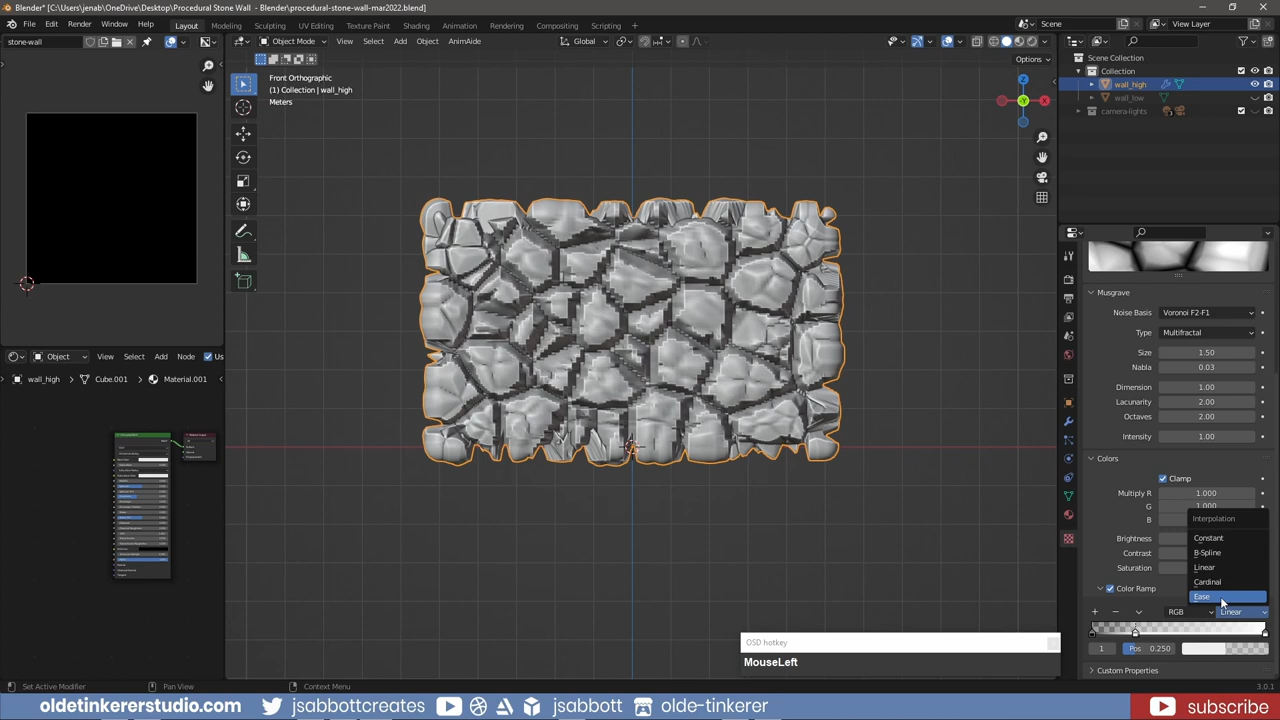 Blender* [C:\Users\jenab\OneDrive\Desktop\Procedural Stone Wall - Blender\procedural-stone-wall-mar2022.blend]
File Edit Render Window Help Layout Modeling Sculpting UV Editing Texture Paint Shading Animation Rendering Compositing Scripting + Scene View Layer
stone-wall Object Mode View Select Add Object AnimAide Global
Options
Front Orthographic
(1) Collection | wall_high
Meters
Scene Collection
Collection
wall_high
wall_low
camera-lights
Musgrave
Noise Basis Voronoi F2-F1
Type Multifractal
Size 1.50
Nabla 0.03
Dimension 1.00
Lacunarity 2.00
Octaves 2.00
Intensity 1.00
Colors
Clamp
Multiply R 1.000
G 1.000
B
Interpolation
Constant
B-Spline
Linear
Cardinal
Ease
Brightness
Contrast
Saturation
Color Ramp
RGB Linear
1 Pos 0.250
Custom Properties
Object View Select Add Node Us
wall_high Cube.001 Material.001
OSD hotkey
MouseLeft
Set Active Modifier Pan View Context Menu 3.0.1
oldetinkererstudio.com jsabbottcreates jsabbott olde-tinkerer subscribe